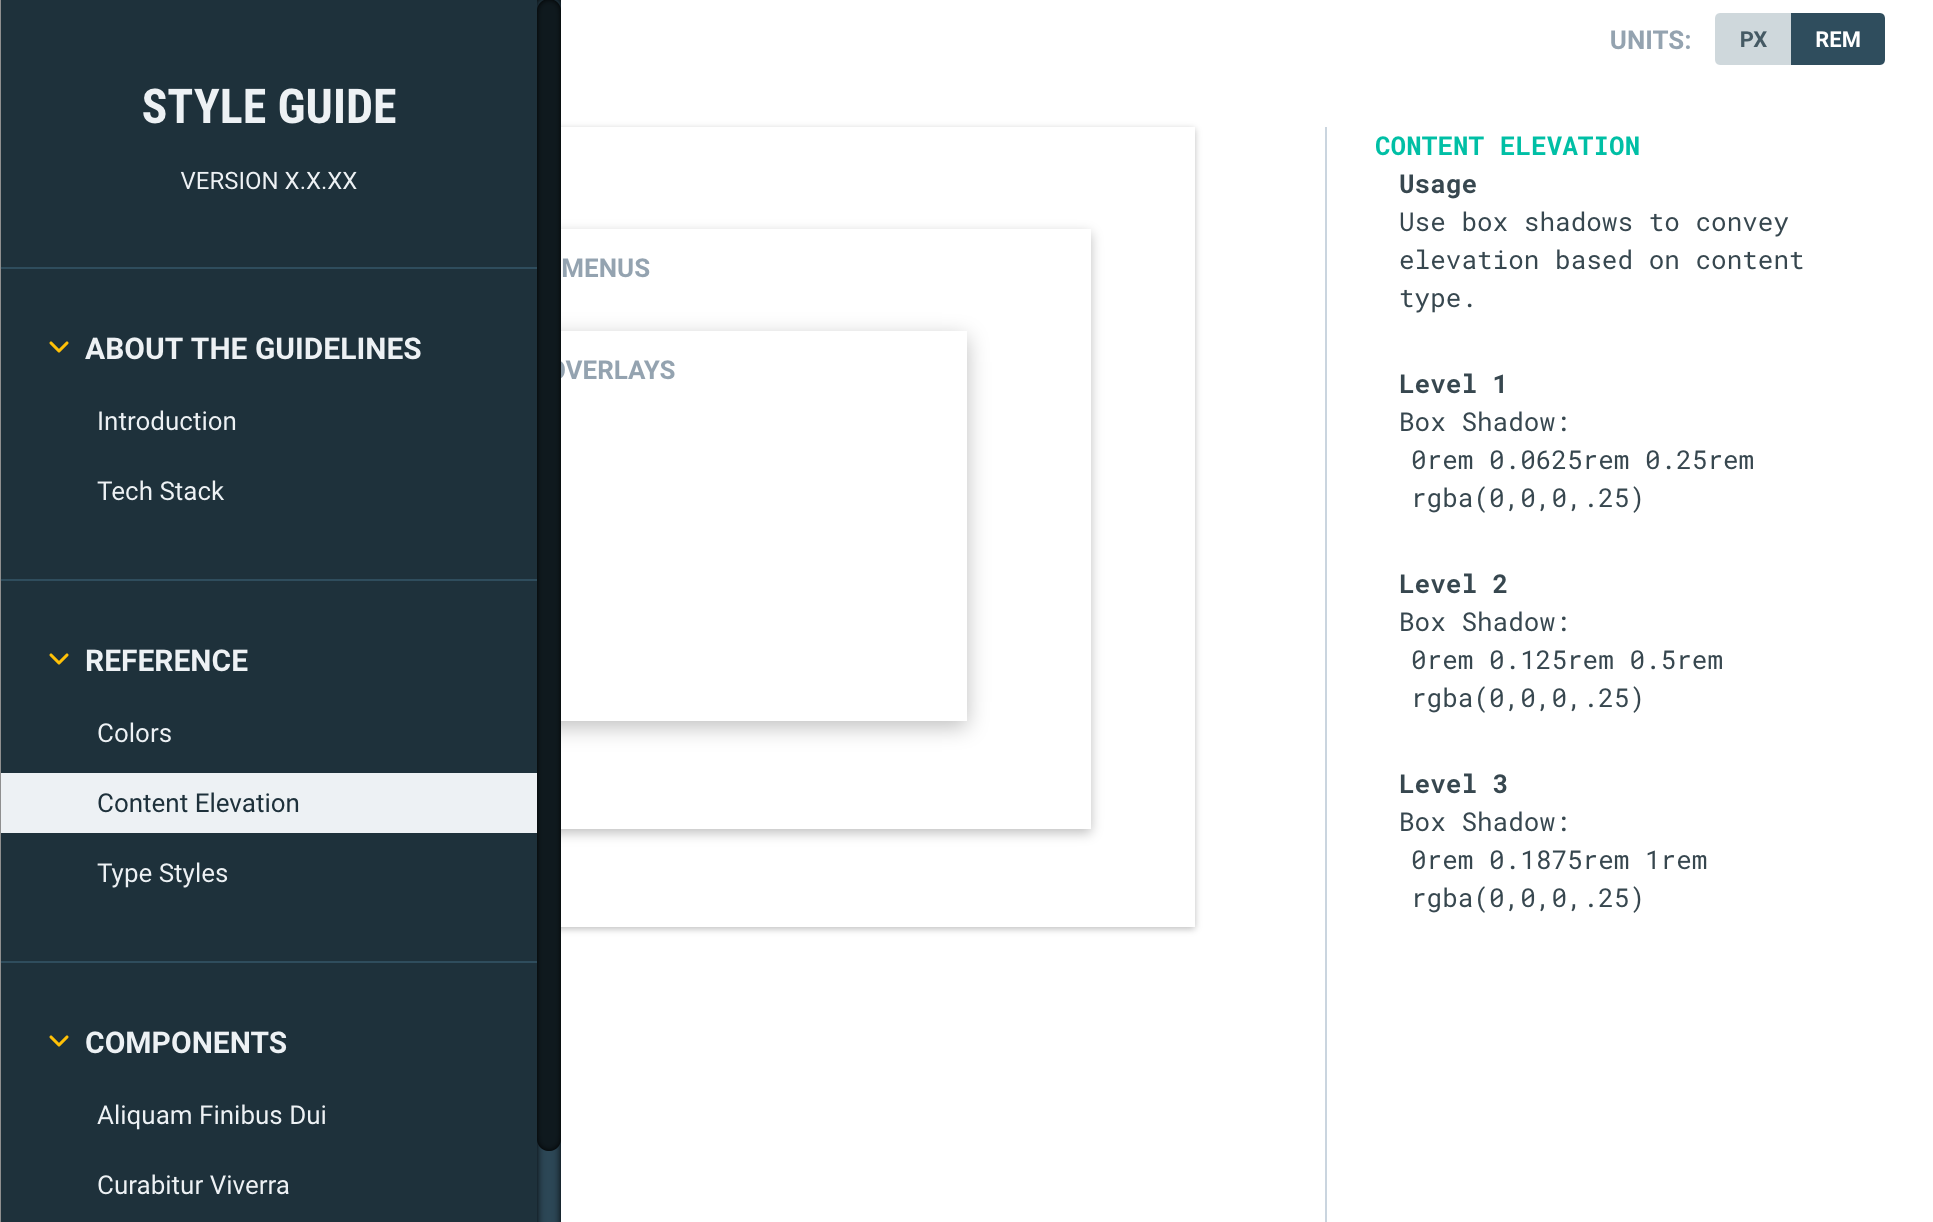 STYLE GUIDE
VERSION X.X.XX
ABOUT THE GUIDELINES
Introduction
Tech Stack
REFERENCE
Colors
Content Elevation
Type Styles
COMPONENTS
Aliquam Finibus Dui
Curabitur Viverra
UNITS:
PX
REM
MENUS
OVERLAYS
CONTENT ELEVATION
Usage
Use box shadows to convey
elevation based on content
type.
Level 1
Box Shadow:
0rem 0.0625rem 0.25rem
rgba(0,0,0,.25)
Level 2
Box Shadow:
0rem 0.125rem 0.5rem
rgba(0,0,0,.25)
Level 3
Box Shadow:
0rem 0.1875rem 1rem
rgba(0,0,0,.25)